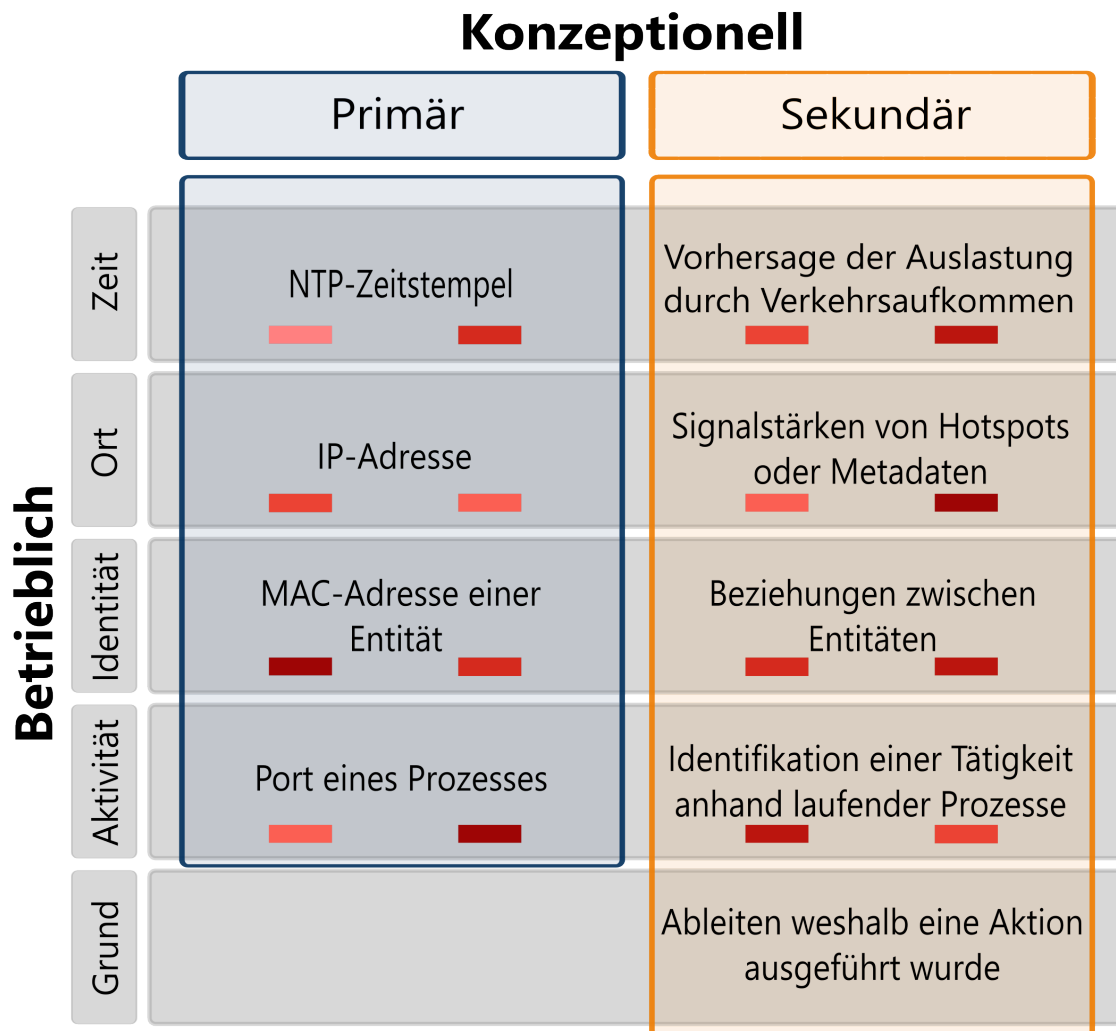 Konzeptionell
Primär
Sekundär
Betrieblich
Zeit
NTP-Zeitstempel
Vorhersage der Auslastung
durch Verkehrsaufkommen
Ort
IP-Adresse
Signalstärken von Hotspots
oder Metadaten
Identität
MAC-Adresse einer
Entität
Beziehungen zwischen
Entitäten
Aktivität
Port eines Prozesses
Identifikation einer Tätigkeit
anhand laufender Prozesse
Grund
Ableiten weshalb eine Aktion
ausgeführt wurde